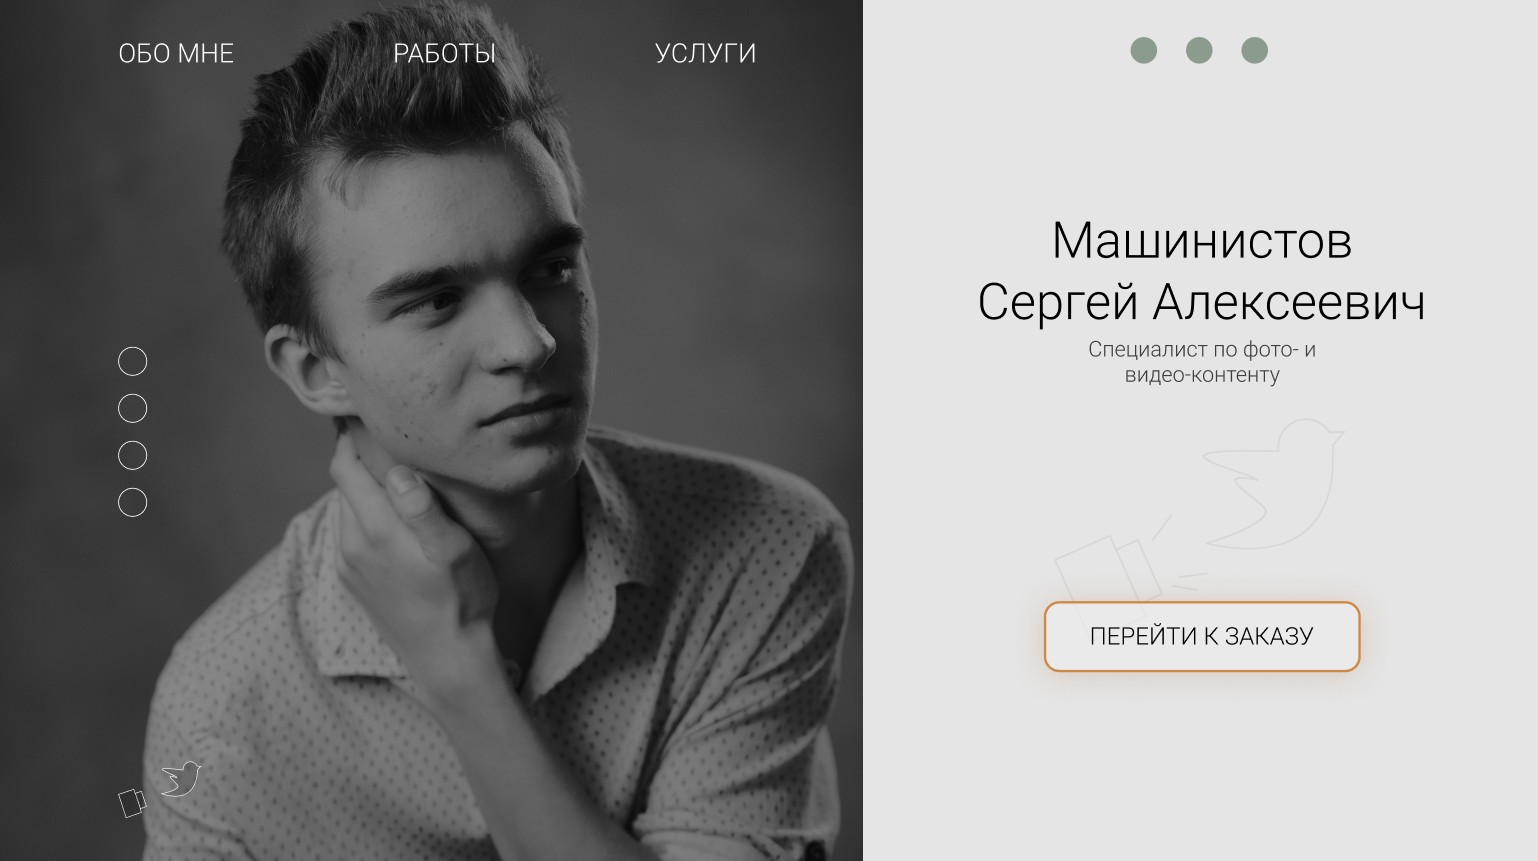 ОБО МНЕ
РАБОТЫ
УСЛУГИ
Машинистов
Сергей Алексеевич
Специалист по фото- и
видео-контенту
ПЕРЕЙТИ К ЗАКАЗУ